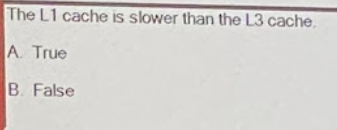 The L1 cache is slower than the L3 cache.
A. True
B. False